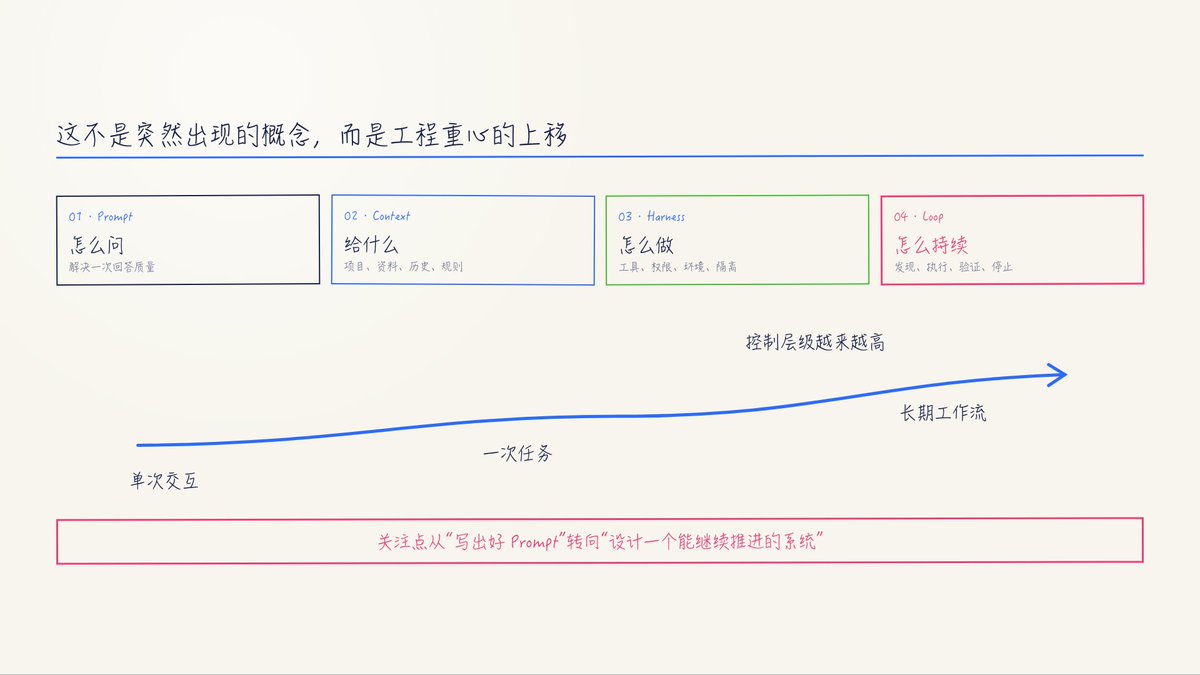 这不是突然出现的概念，而是工程重心的上移
01 · Prompt
怎么问
解决一次回答质量
02 · Context
给什么
项目、资料、历史、规则
03 · Harness
怎么做
工具、权限、环境、隔离
04 · Loop
怎么持续
发现、执行、验证、停止
控制层级越来越高
长期工作流
一次任务
单次交互
关注点从“写出好 Prompt”转向“设计一个能继续推进的系统”